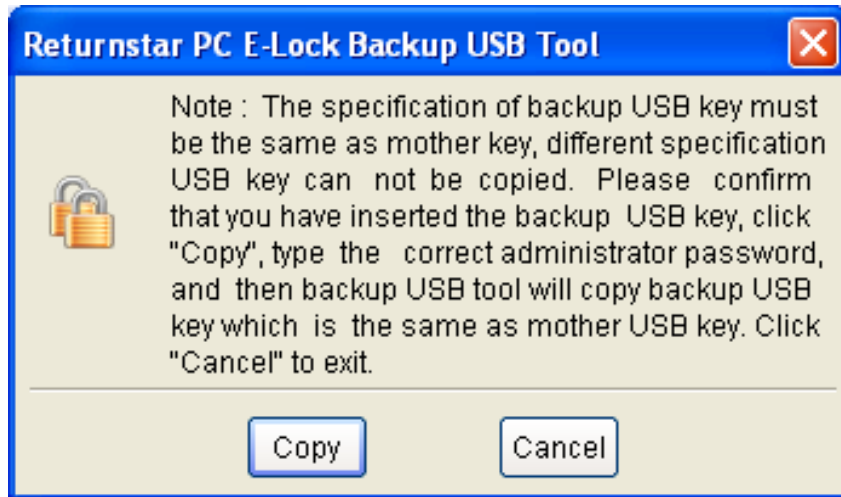 Returnstar PC E-Lock Backup USB Tool
Note : The specification of backup USB key must
be the same as mother key, different specification
USB key can not be copied. Please confirm
that you have inserted the backup USB key, click
"Copy", type the correct administrator password,
and then backup USB tool will copy backup USB
key which is the same as mother USB key. Click
"Cancel" to exit.
Copy
Cancel